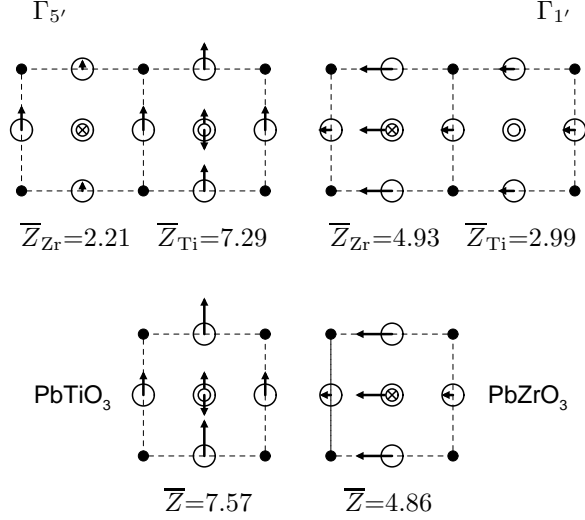 Γ5′ Γ1′
Z̅Zr=2.21 Z̅Ti=7.29 Z̅Zr=4.93 Z̅Ti=2.99
PbTiO3 PbZrO3
Z̅=7.57 Z̅=4.86